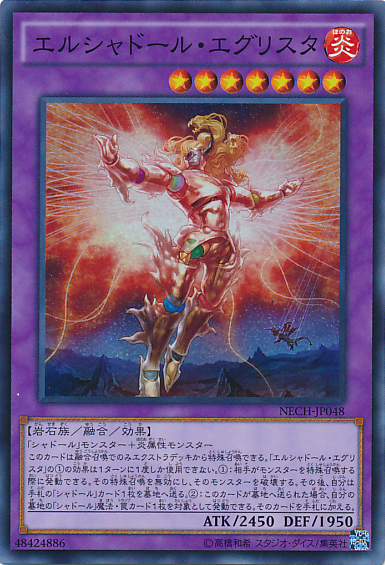 エルシャドール・エグリスタ
炎
NECH-JP048
【岩石族／融合／効果】
「シャドール」モンスター＋炎属性モンスター
このカードは融合召喚でのみエクストラデッキから特殊召喚できる。「エルシャドール・エグリ
スタ」の①の効果は1ターンに1度しか使用できない。①：相手がモンスターを特殊召喚する
際に発動できる。その特殊召喚を無効にし、そのモンスターを破壊する。その後、自分は
手札の「シャドール」カード1枚を墓地へ送る。②：このカードが墓地へ送られた場合、自分の
墓地の「シャドール」魔法・罠カード1枚を対象として発動できる。そのカードを手札に加える。
ATK/2450 DEF/1950
48424886
©高橋和希 スタジオ・ダイス/集英社